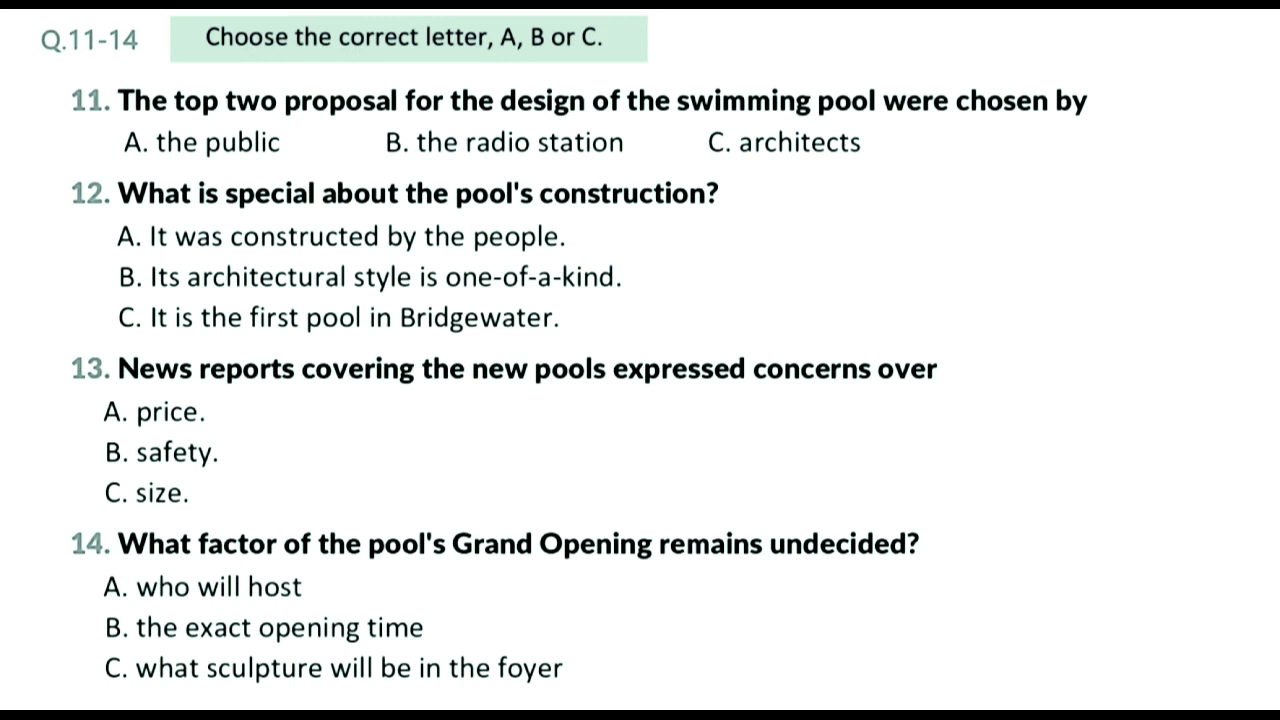 Q.11-14 Choose the correct letter, A, B or C.
11. The top two proposal for the design of the swimming pool were chosen by
A. the public B. the radio station C. architects
12. What is special about the pool's construction?
A. It was constructed by the people.
B. Its architectural style is one-of-a-kind.
C. It is the first pool in Bridgewater.
13. News reports covering the new pools expressed concerns over
A. price.
B. safety.
C. size.
14. What factor of the pool's Grand Opening remains undecided?
A. who will host
B. the exact opening time
C. what sculpture will be in the foyer